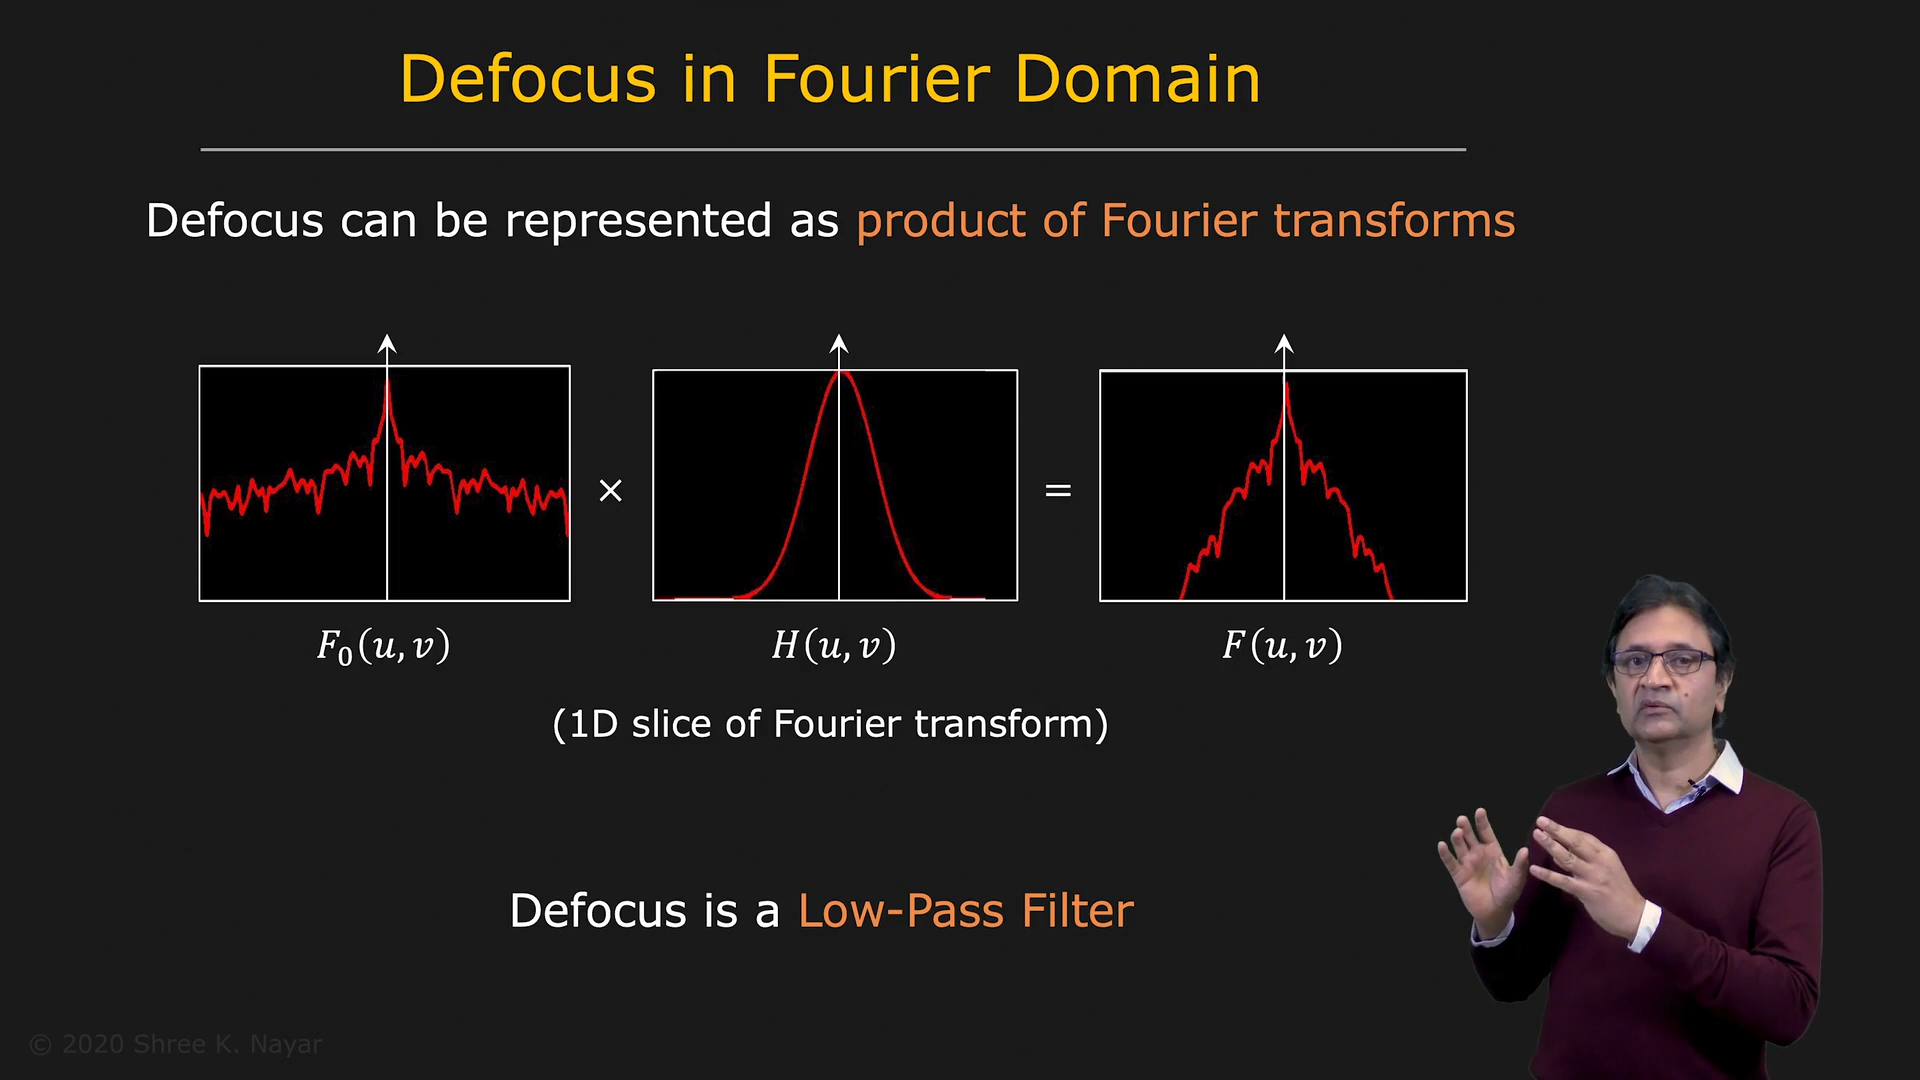 Defocus in Fourier Domain
Defocus can be represented as product of Fourier transforms
× =
F₀(u, v) H(u, v) F(u, v)
(1D slice of Fourier transform)
Defocus is a Low-Pass Filter
© 2020 Shree K. Nayar